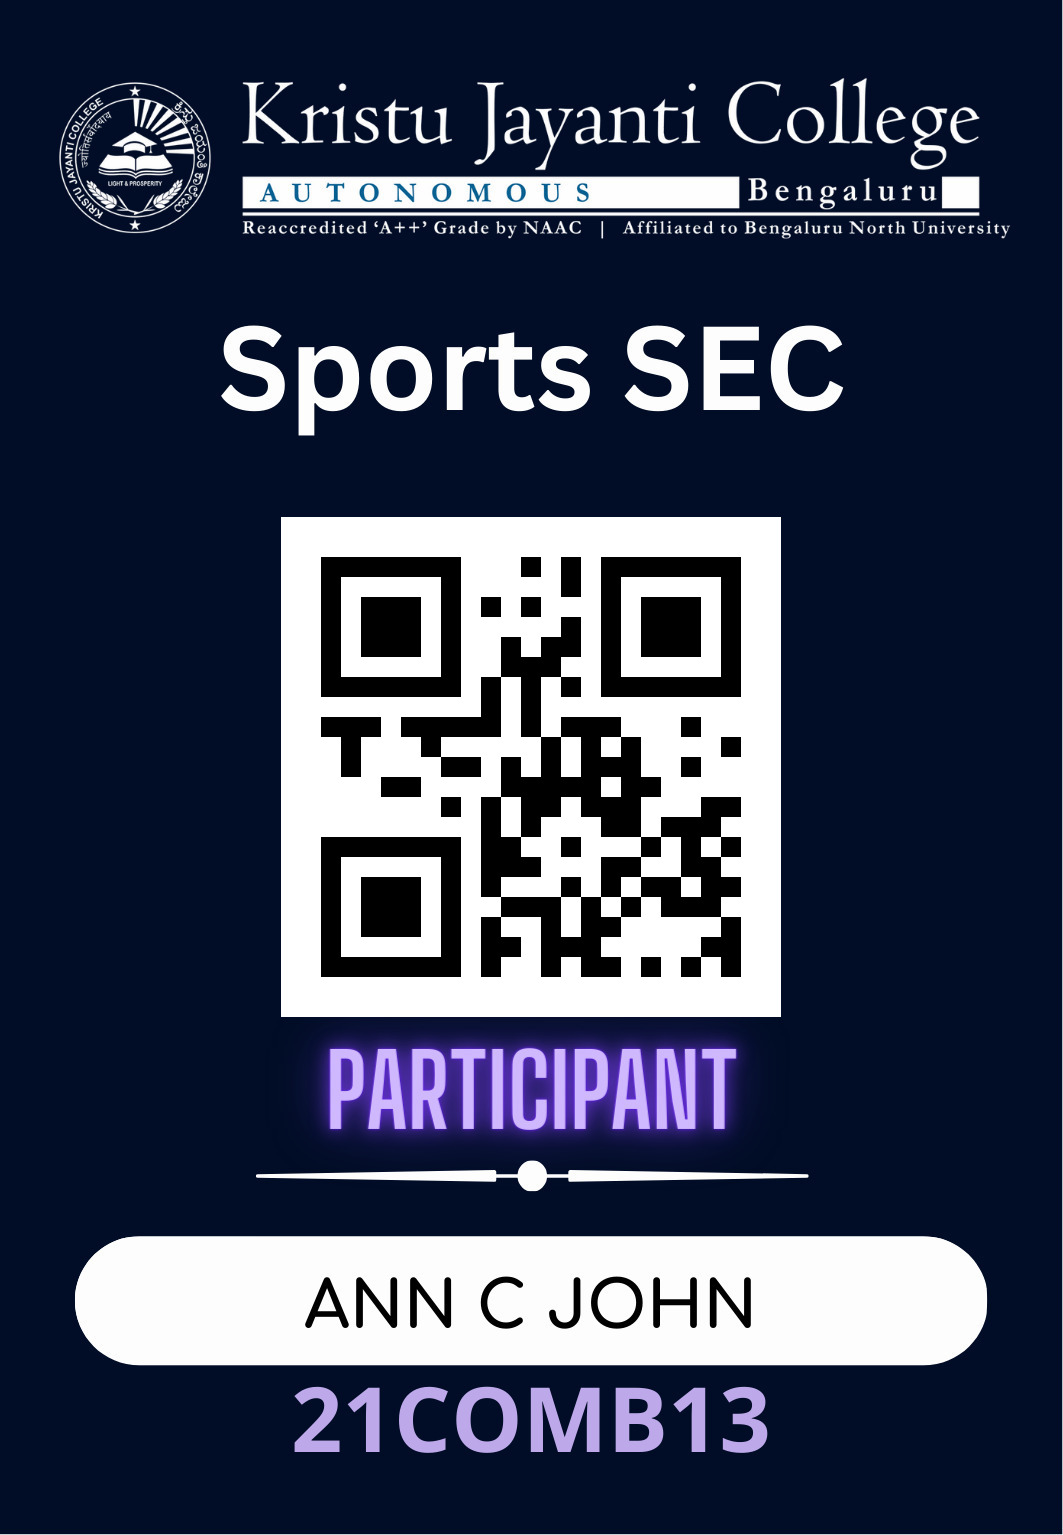 Kristu Jayanti College
AUTONOMOUS Bengaluru
Reaccredited ‘A++’ Grade by NAAC | Affiliated to Bengaluru North University
KRISTU JAYANTI COLLEGE
LIGHT & PROSPERITY
Sports SEC
PARTICIPANT
ANN C JOHN
21COMB13